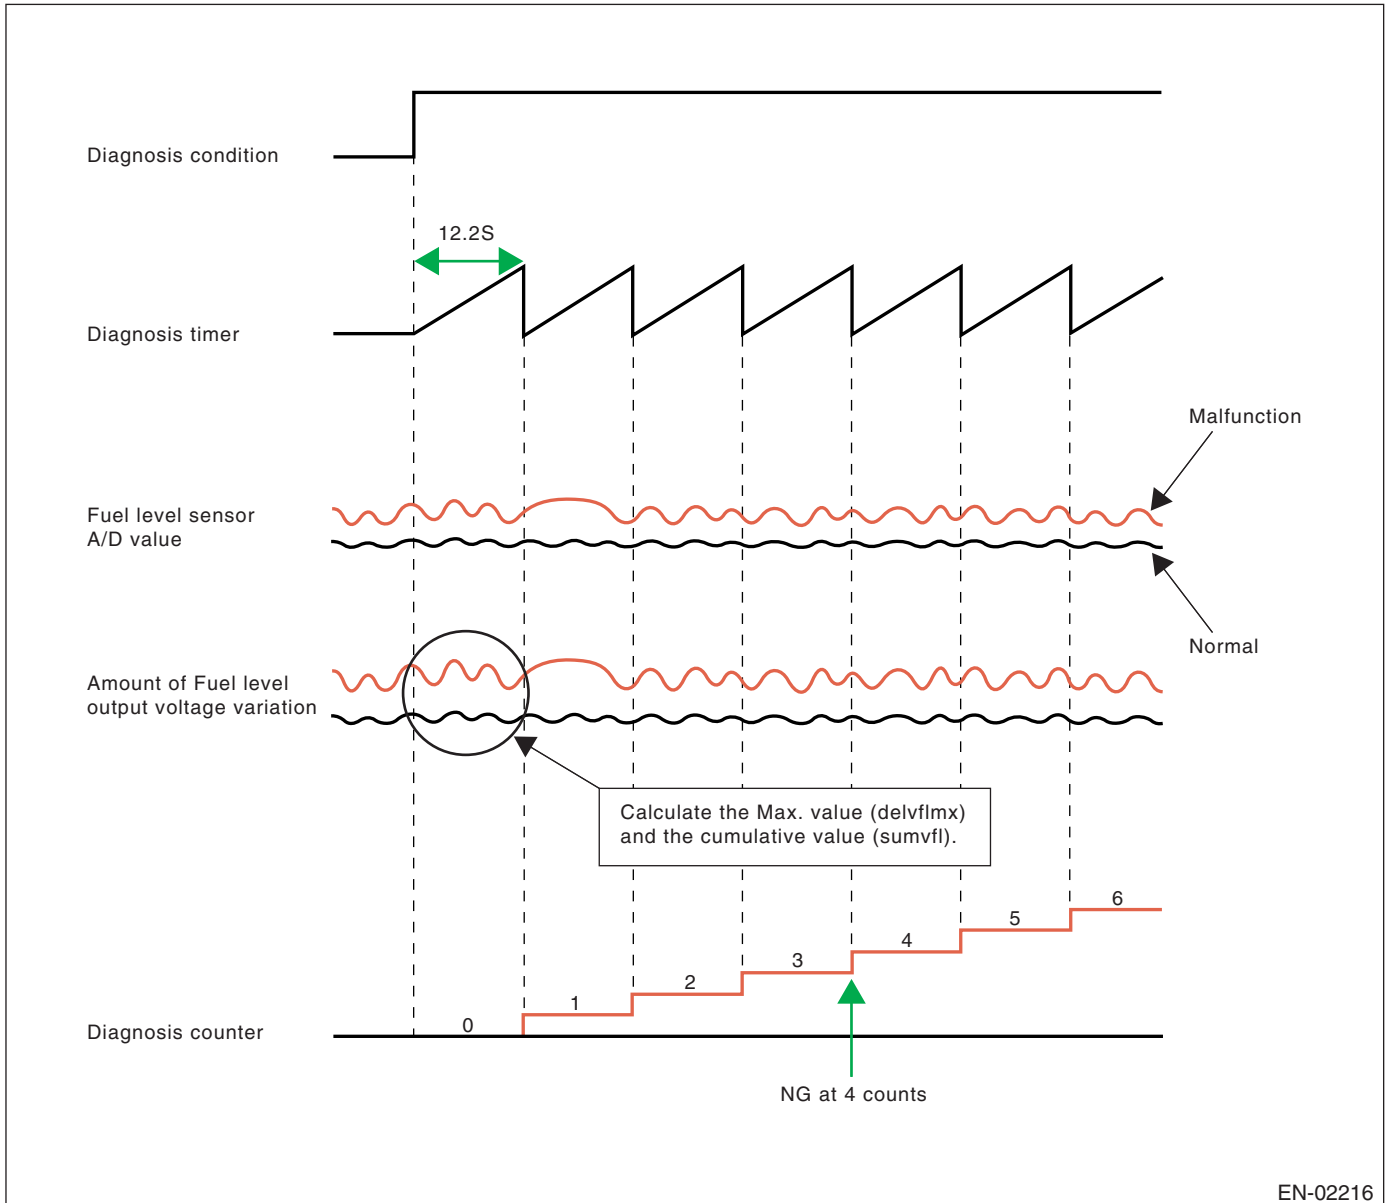 Diagnosis condition
12.2S
Diagnosis timer
Malfunction
Fuel level sensor
A/D value
Normal
Amount of Fuel level
output voltage variation
Calculate the Max. value (delvflmx)
and the cumulative value (sumvfl).
6
5
4
3
2
1
0
Diagnosis counter
NG at 4 counts
EN-02216